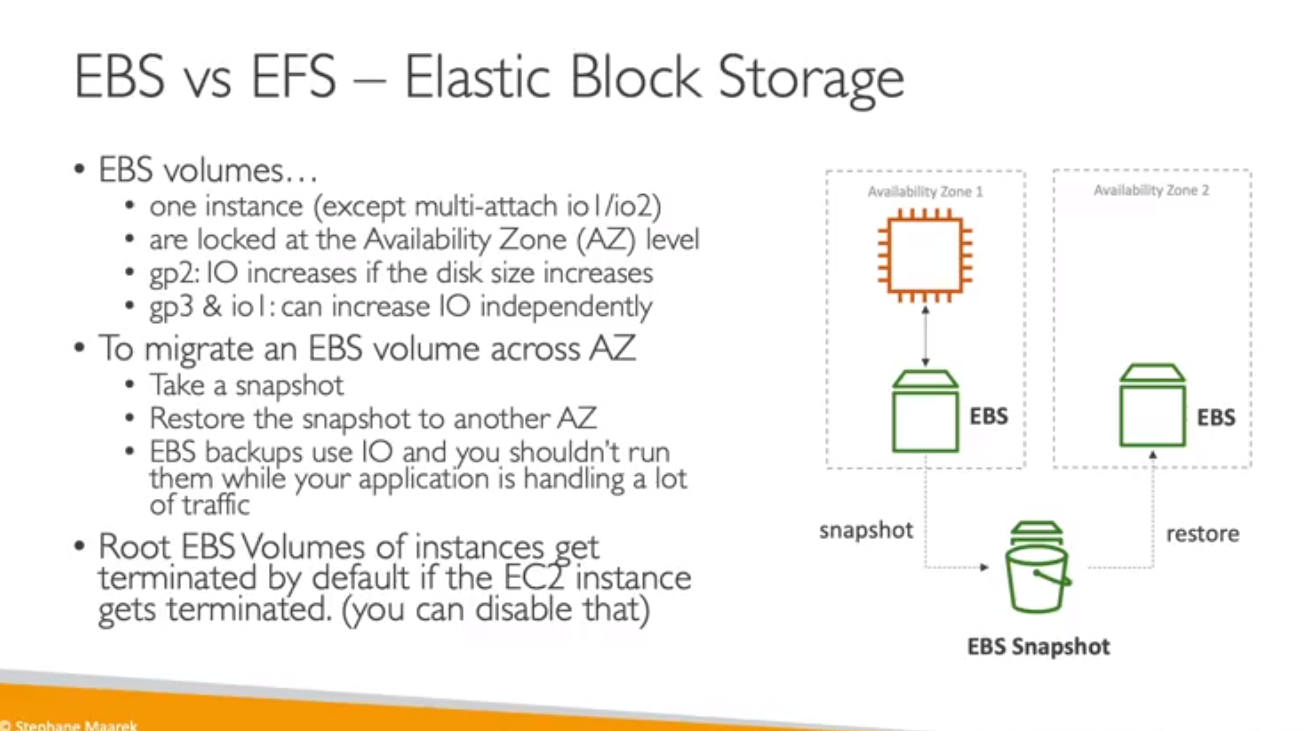 EBS vs EFS – Elastic Block Storage
• EBS volumes…
• one instance (except multi-attach io1/io2)
• are locked at the Availability Zone (AZ) level
• gp2: IO increases if the disk size increases
• gp3 & io1: can increase IO independently
• To migrate an EBS volume across AZ
• Take a snapshot
• Restore the snapshot to another AZ
• EBS backups use IO and you shouldn't run
them while your application is handling a lot
of traffic
• Root EBS Volumes of instances get
terminated by default if the EC2 instance
gets terminated. (you can disable that)
Availability Zone 1
Availability Zone 2
EBS
EBS
snapshot
restore
EBS Snapshot
© Stephane Maarek